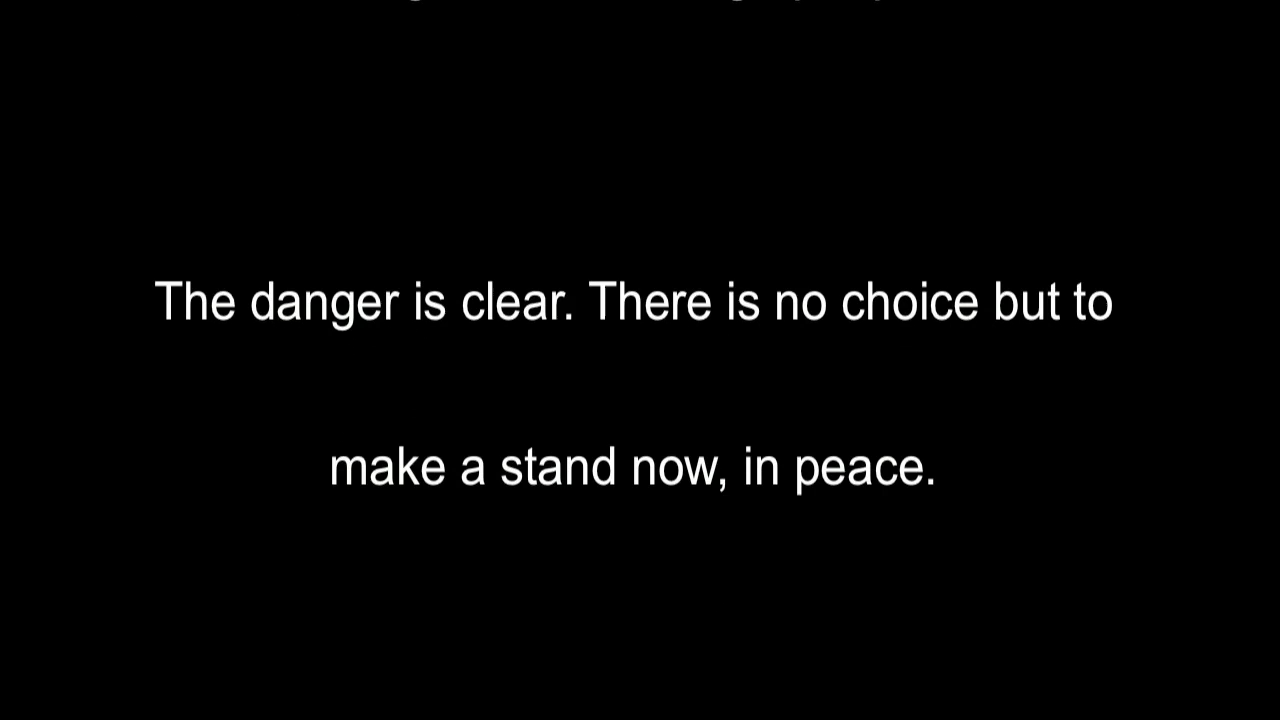 The danger is clear. There is no choice but to
make a stand now, in peace.